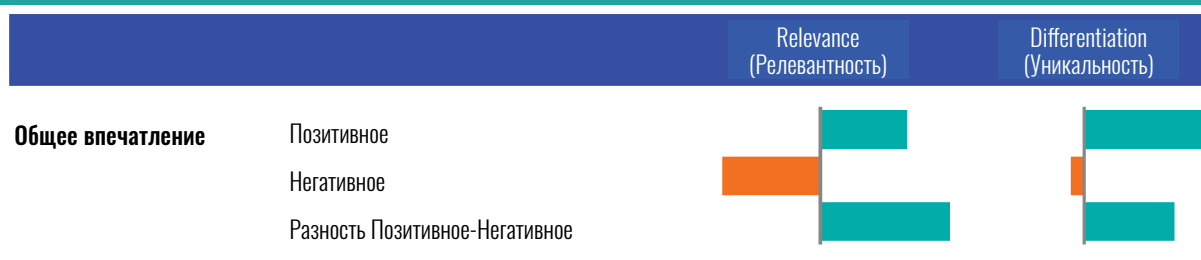 Relevance
(Релевантность)
Differentiation
(Уникальность)
Общее впечатление
Позитивное
Негативное
Разность Позитивное-Негативное